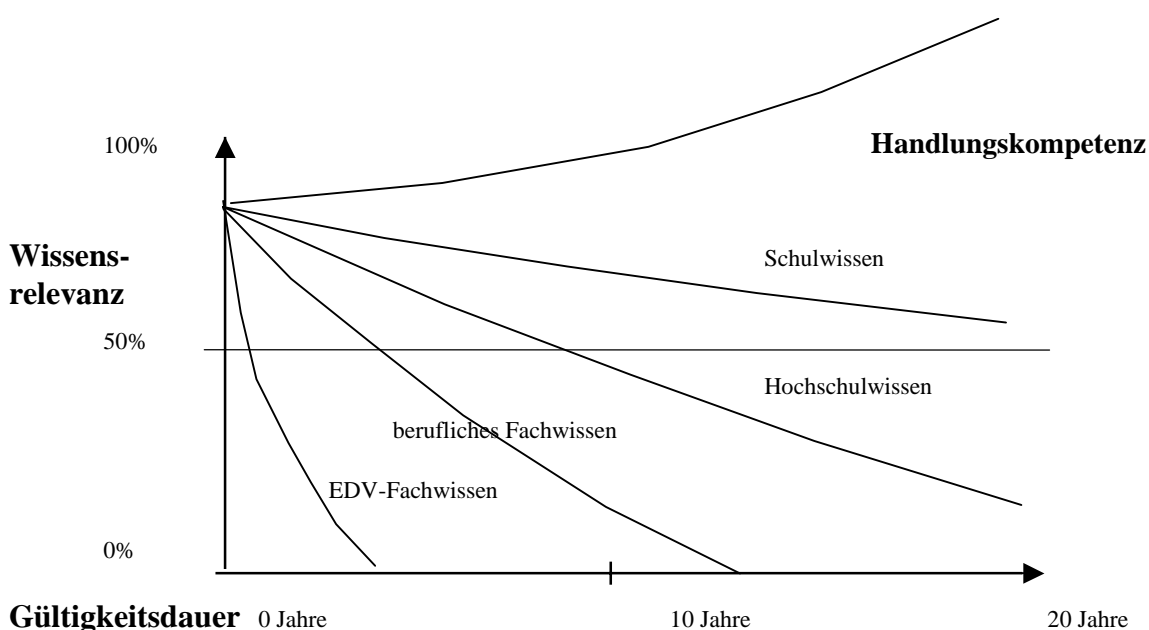 100%
Handlungskompetenz
Wissens-
relevanz
Schulwissen
50%
Hochschulwissen
berufliches Fachwissen
EDV-Fachwissen
0%
Gültigkeitsdauer 0 Jahre 10 Jahre 20 Jahre